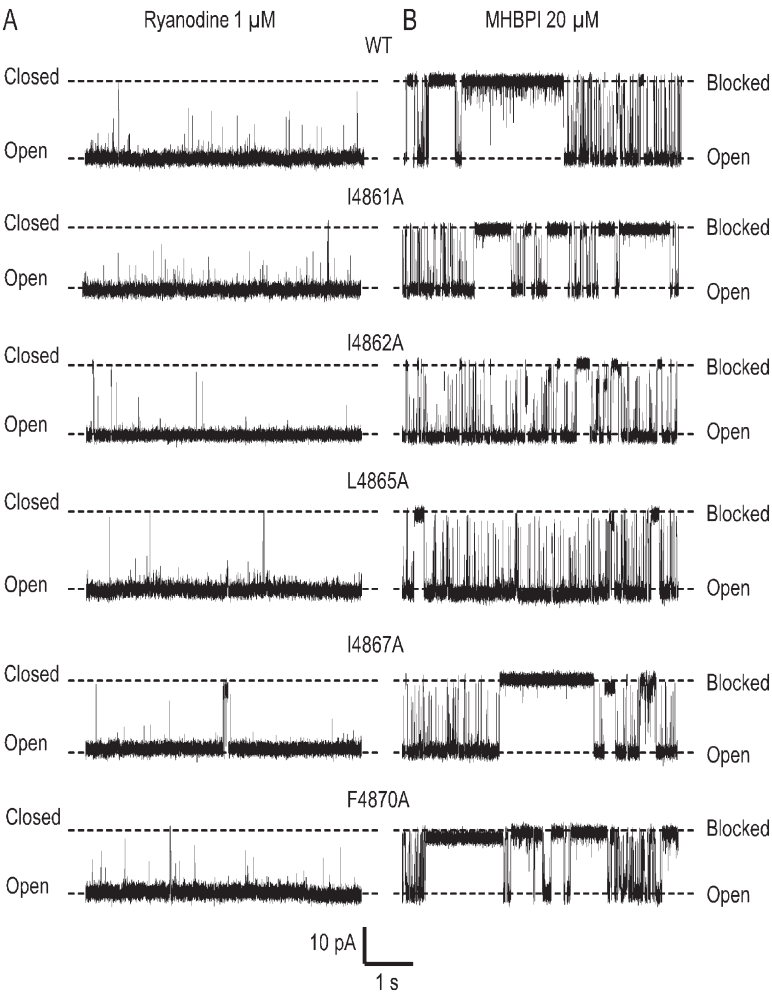 A Ryanodine 1 µM B MHBPI 20 µM
WT
Closed Blocked
Open Open
I4861A
Closed Blocked
Open Open
I4862A
Closed Blocked
Open Open
L4865A
Closed Blocked
Open Open
I4867A
Closed Blocked
Open Open
F4870A
Closed Blocked
Open Open
10 pA
1 s